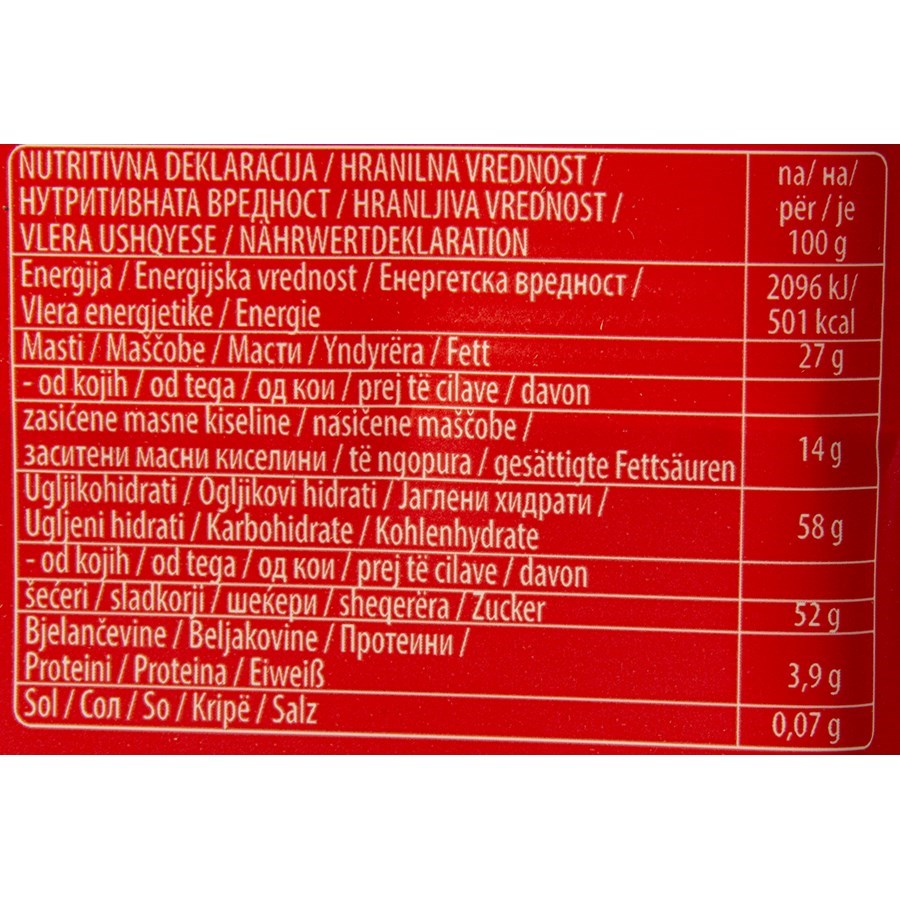 NUTRITIVNA DEKLARACIJA / HRANILNA VREDNOST /
НУТРИТИВНАТА ВРЕДНОСТ / HRANLJIVA VREDNOST /
VLERA USHQYESE / NÄHRWERTDEKLARATION
na/ на/
për / je
100 g
Energija / Energijska vrednost / Енергетска вредност /
Vlera energjetike / Energie
2096 kJ/
501 kcal
Masti / Maščobe / Масти / Yndyrëra / Fett
27 g
- od kojih / od tega / од кои / prej të cilave / davon
zasićene masne kiseline / nasičene maščobe /
заситени масни киселини / të ngopura / gesättigte Fettsäuren
14 g
Ugljikohidrati / Ogljikovi hidrati / Јаглени хидрати /
Ugljeni hidrati / Karbohidrate / Kohlenhydrate
58 g
- od kojih / od tega / од кои / prej të cilave / davon
šećeri / sladkorji / шеќери / sheqerëra / Zucker
52 g
Bjelančevine / Beljakovine / Протеини /
Proteini / Proteina / Eiweiß
3,9 g
Sol / Сол / So / Kripë / Salz
0,07 g